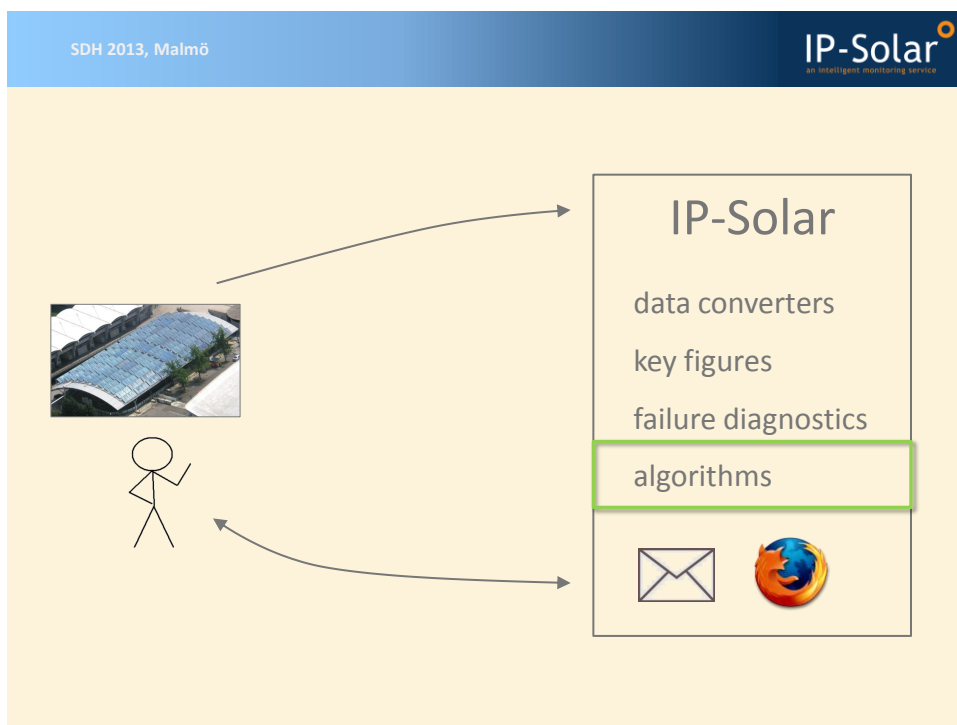 SDH 2013, Malmö
IP-Solar
an intelligent monitoring service
IP-Solar
data converters
key figures
failure diagnostics
algorithms